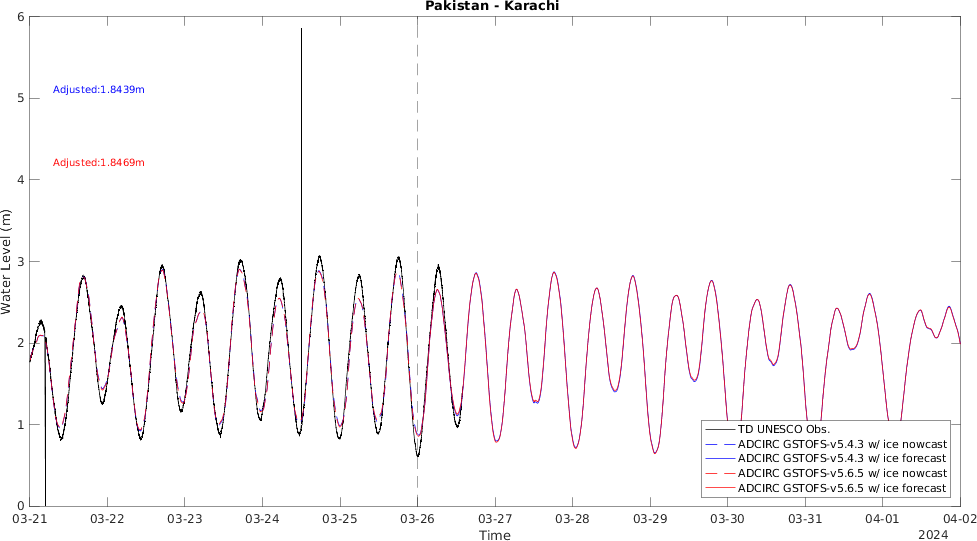 Pakistan - Karachi
6
5
4
3
2
1
0
Water Level (m)
Adjusted:1.8439m
Adjusted:1.8469m
TD UNESCO Obs.
ADCIRC GSTOFS-v5.4.3 w/ ice nowcast
ADCIRC GSTOFS-v5.4.3 w/ ice forecast
ADCIRC GSTOFS-v5.6.5 w/ ice nowcast
ADCIRC GSTOFS-v5.6.5 w/ ice forecast
03-21 03-22 03-23 03-24 03-25 03-26 03-27 03-28 03-29 03-30 03-31 04-01 04-02
Time
2024